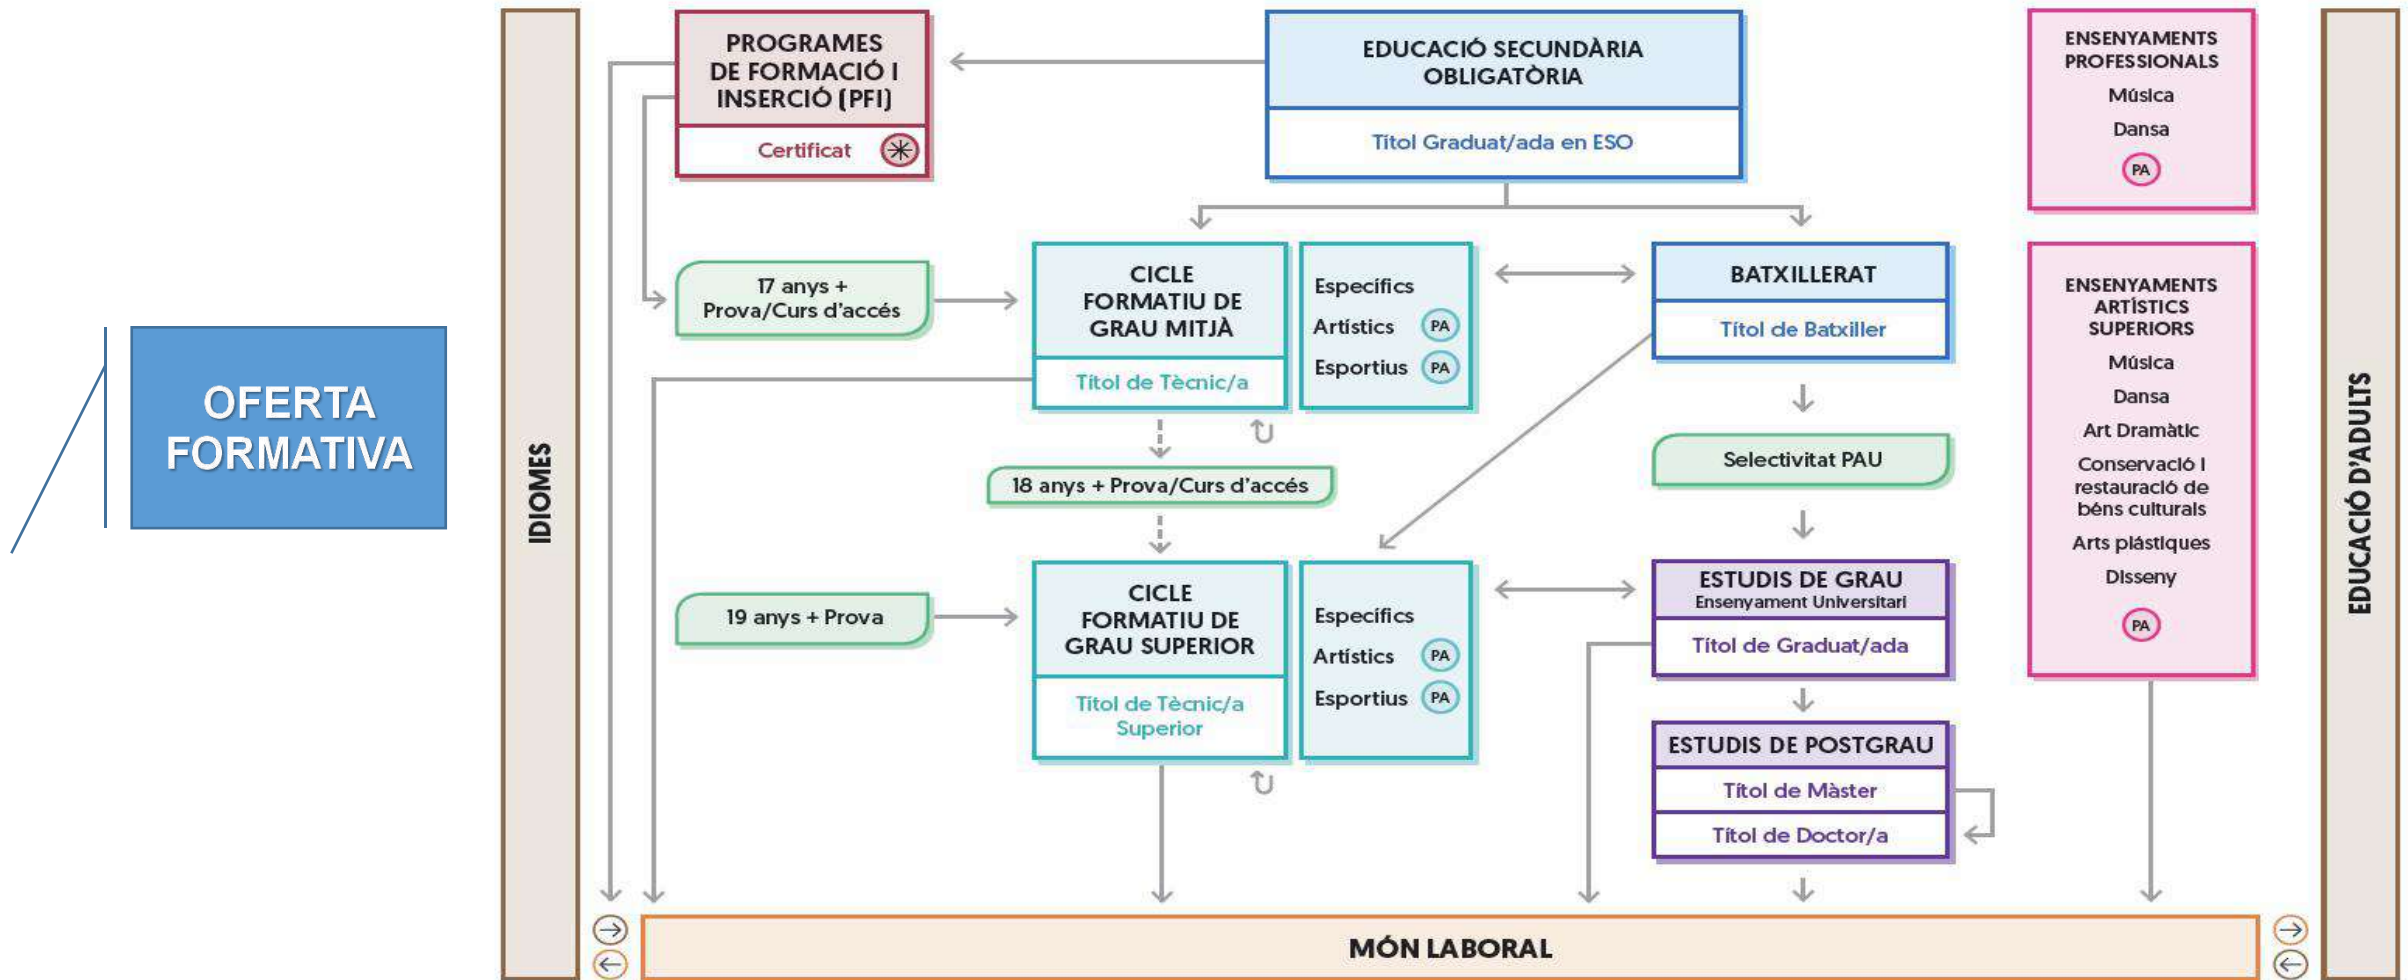 OFERTA
FORMATIVA
IDIOMES
PROGRAMES
DE FORMACIÓ I
INSERCIÓ (PFI)
Certificat
EDUCACIÓ SECUNDÀRIA
OBLIGATÒRIA
Títol Graduat/ada en ESO
ENSENYAMENTS
PROFESSIONALS
Música
Dansa
PA
17 anys +
Prova/Curs d'accés
CICLE
FORMATIU DE
GRAU MITJÀ
Títol de Tècnic/a
Específics
Artístics PA
Esportius PA
BATXILLERAT
Títol de Batxiller
Selectivitat PAU
18 anys + Prova/Curs d'accés
19 anys + Prova
CICLE
FORMATIU DE
GRAU SUPERIOR
Títol de Tècnic/a
Superior
Específics
Artístics PA
Esportius PA
ESTUDIS DE GRAU
Ensenyament Universitari
Títol de Graduat/ada
ESTUDIS DE POSTGRAU
Títol de Màster
Títol de Doctor/a
ENSENYAMENTS
ARTÍSTICS
SUPERIORS
Música
Dansa
Art Dramàtic
Conservació i
restauració de
béns culturals
Arts plástiques
Disseny
PA
EDUCACIÓ D'ADULTS
MÓN LABORAL